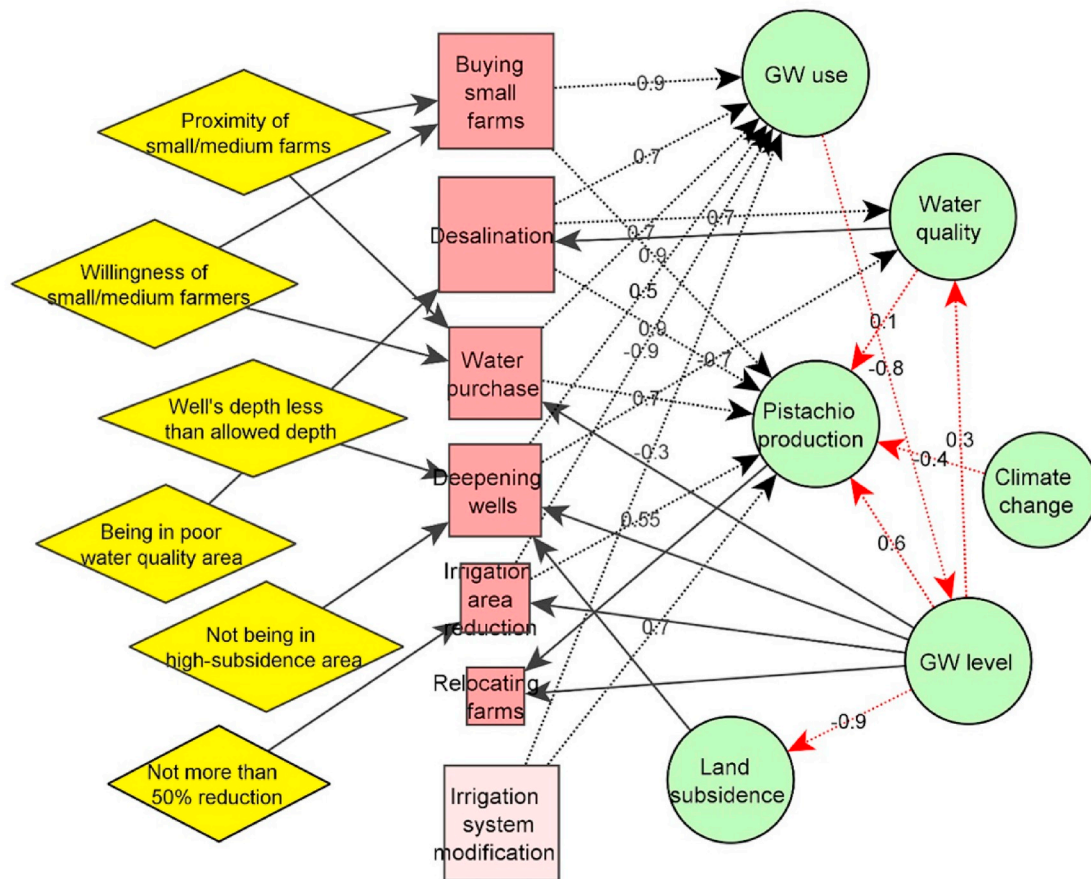 Buying
small
farms
GW use
-0.9
Proximity of
small/medium farms
0.7
Desalination
0.7
Water
quality
0.7
0.9
Willingness of
small/medium farmers
0.5
0.9
-0.9
-0.7
0.1
-0.8
Water
purchase
0.7
Well's depth less
than allowed depth
Pistachio
production
-0.3
-0.4
0.3
Climate
change
Deepening
wells
Being in poor
water quality area
0.55
0.6
Irrigation
area
reduction
Not being in
high-subsidence area
0.7
GW level
Relocating
farms
-0.9
Land
subsidence
Not more than
50% reduction
Irrigation
system
modification